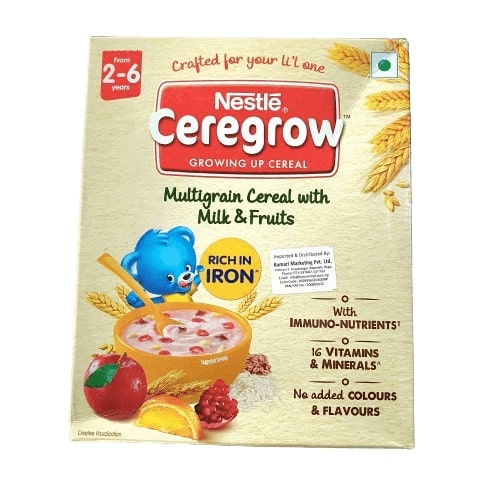 From
2-6
years
Crafted for your li'l one
Nestlé®
Ceregrow™
GROWING UP CEREAL
Multigrain Cereal with
Milk & Fruits
RICH IN
IRON^
Imported & Distributed by:
Kumari Marketing Pvt. Ltd.
With
IMMUNO-NUTRIENTS†
16 VITAMINS
& MINERALS^
No added COLOURS
& FLAVOURS
Creative Visualization